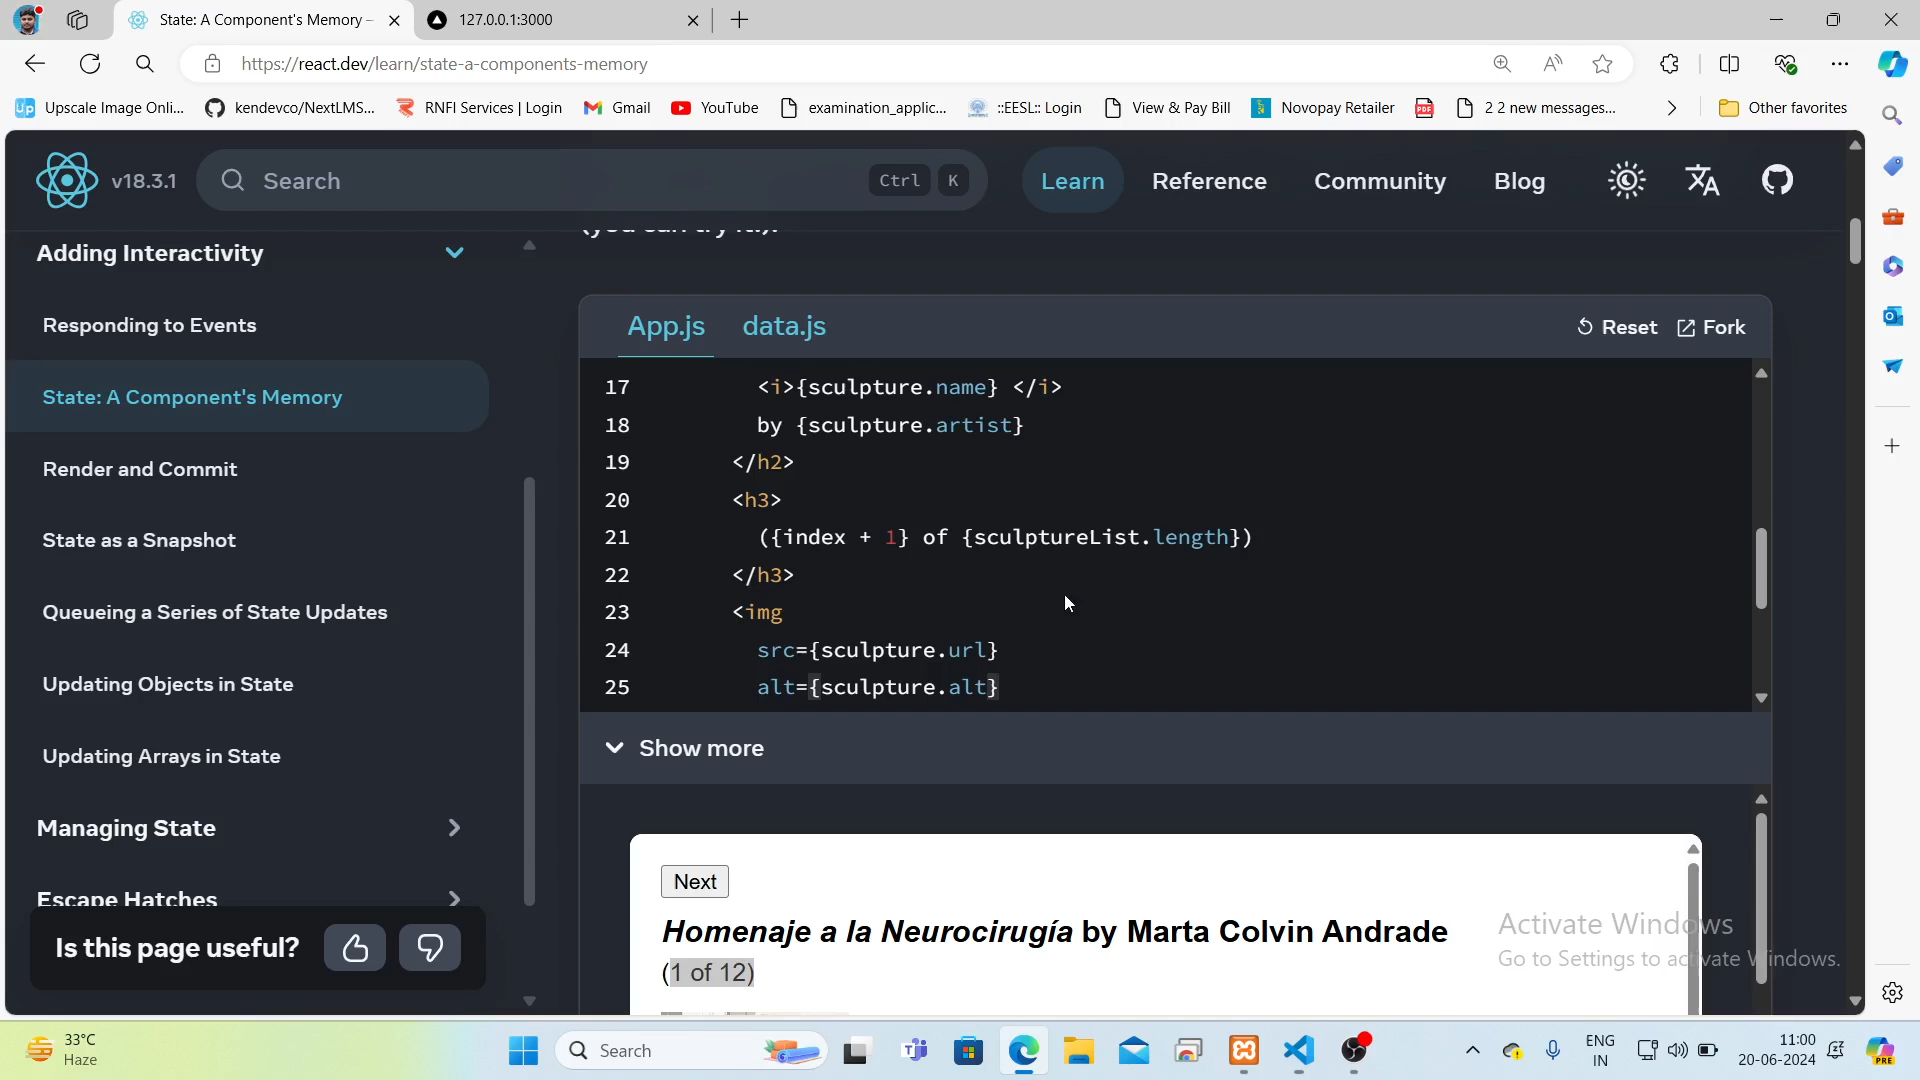 State: A Component's Memory –
127.0.0.1:3000
https://react.dev/learn/state-a-components-memory
Upscale Image Onli...
kendevco/NextLMS...
RNFI Services | Login
Gmail
YouTube
examination_applic...
::EESL:: Login
View & Pay Bill
Novopay Retailer
PDF
2 2 new messages...
Other favorites
v18.3.1
Search
Ctrl K
Learn
Reference
Community
Blog
Adding Interactivity
Responding to Events
State: A Component's Memory
Render and Commit
State as a Snapshot
Queueing a Series of State Updates
Updating Objects in State
Updating Arrays in State
Managing State
Escape Hatches
Is this page useful?
(you can try it!):
App.js
data.js
Reset
Fork
17 <i>{sculpture.name} </i>
18 by {sculpture.artist}
19 </h2>
20 <h3>
21 ({index + 1} of {sculptureList.length})
22 </h3>
23 <img
24 src={sculpture.url}
25 alt={sculpture.alt}
Show more
Next
Homenaje a la Neurocirugía by Marta Colvin Andrade
(1 of 12)
Activate Windows
Go to Settings to activate Windows.
33°C
Haze
Search
ENG
IN
11:00
20-06-2024
PRE